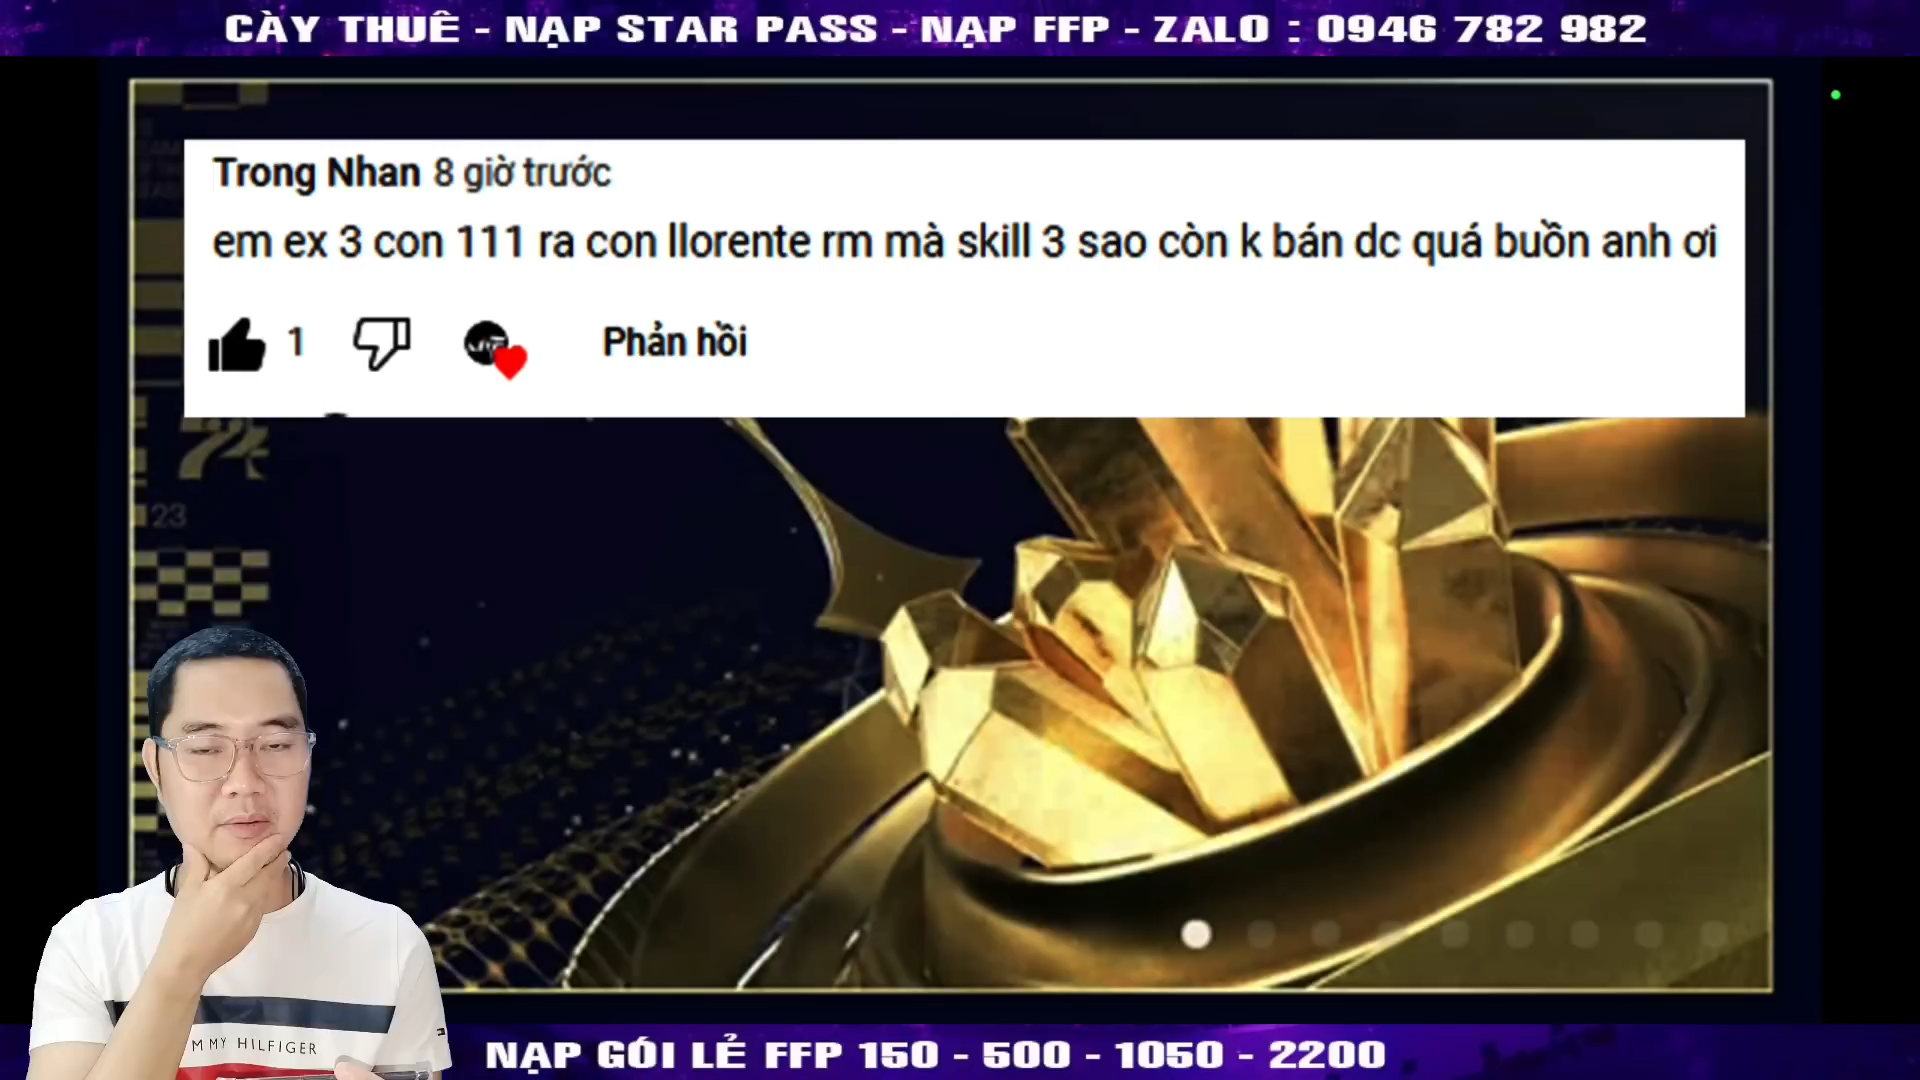 CÀY THUÊ - NẠP STAR PASS - NẠP FFP - ZALO : 0946 782 982
Trong Nhan 8 giờ trước
em ex 3 con 111 ra con llorente rm mà skill 3 sao còn k bán dc quá buồn anh ơi
1 Phản hồi
23
MMY HILFIGER
NẠP GÓI LẺ FFP 150 - 500 - 1050 - 2200